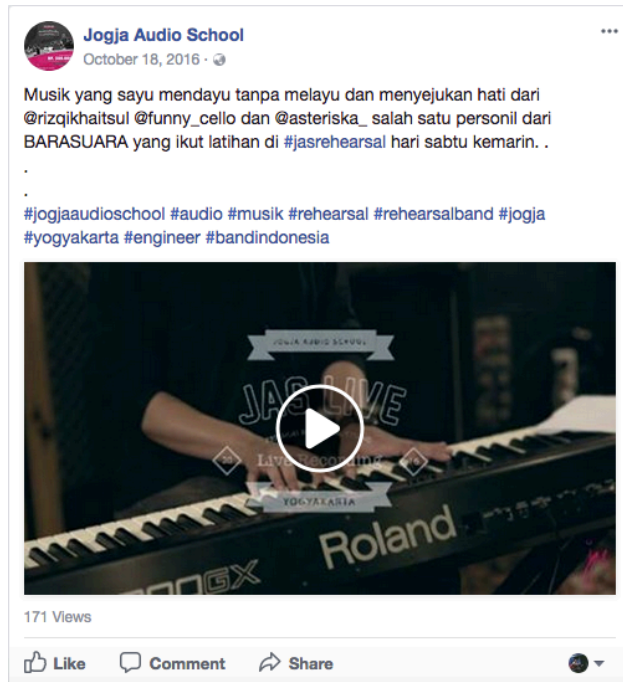 Jogja Audio School
October 18, 2016 ·
Musik yang sayu mendayu tanpa melayu dan menyejukan hati dari
@rizqikhaitsul @funny_cello dan @asteriska_ salah satu personil dari
BARASUARA yang ikut latihan di #jasrehearsal hari sabtu kemarin. .
.
.
#jogjaaudioschool #audio #musik #rehearsal #rehearsalband #jogja
#yogyakarta #engineer #bandindonesia
JOGJA AUDIO SCHOOL
JAS LIVE
Live Recording
YOGYAKARTA
Roland
GX
171 Views
Like Comment Share